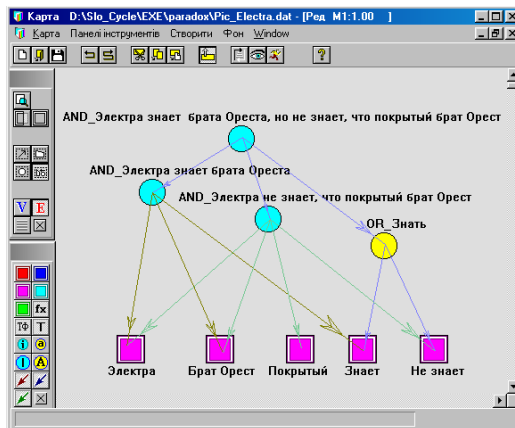 Карта D:\Slo_Cycle\EXE\paradox\Pic_Electra.dat - [Ред M1:1.00 ]
Карта Панелі інструментів Створити Фон Window
?
AND_Электра знает брата Ореста, но не знает, что покрытый брат Орест
AND_Электра знает брата Ореста
AND_Электра не знает, что покрытый брат Орест
OR_Знать
V E
fx
ТФ T
i a
I A
Электра Брат Орест Покрытый Знает Не знает